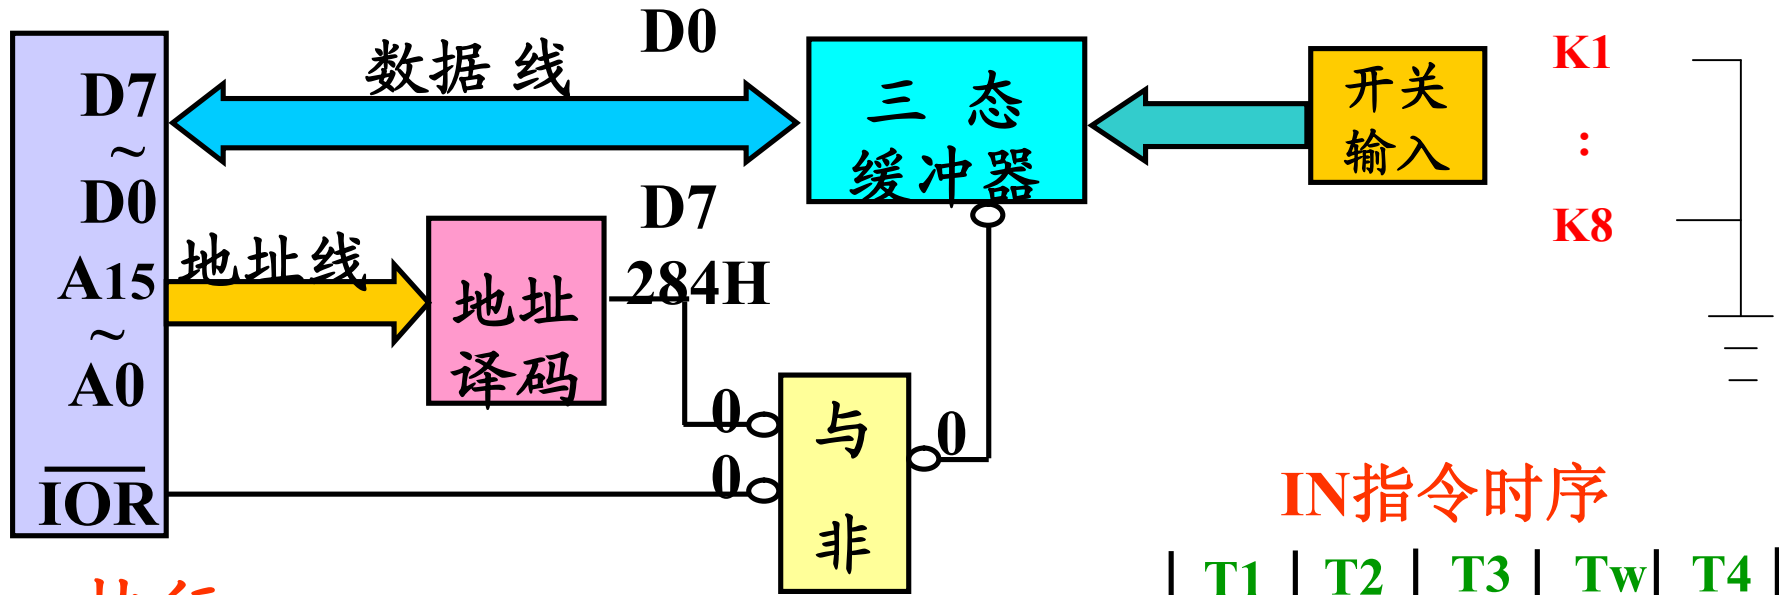 D7
~
D0
A15
~
A0
IOR
数据 线
D0
D7
地址线
地址
译码
284H
0
0
与
非
0
三 态
缓冲器
开关
输入
K1
:
K8
IN指令时序
T1 T2 T3 Tw T4